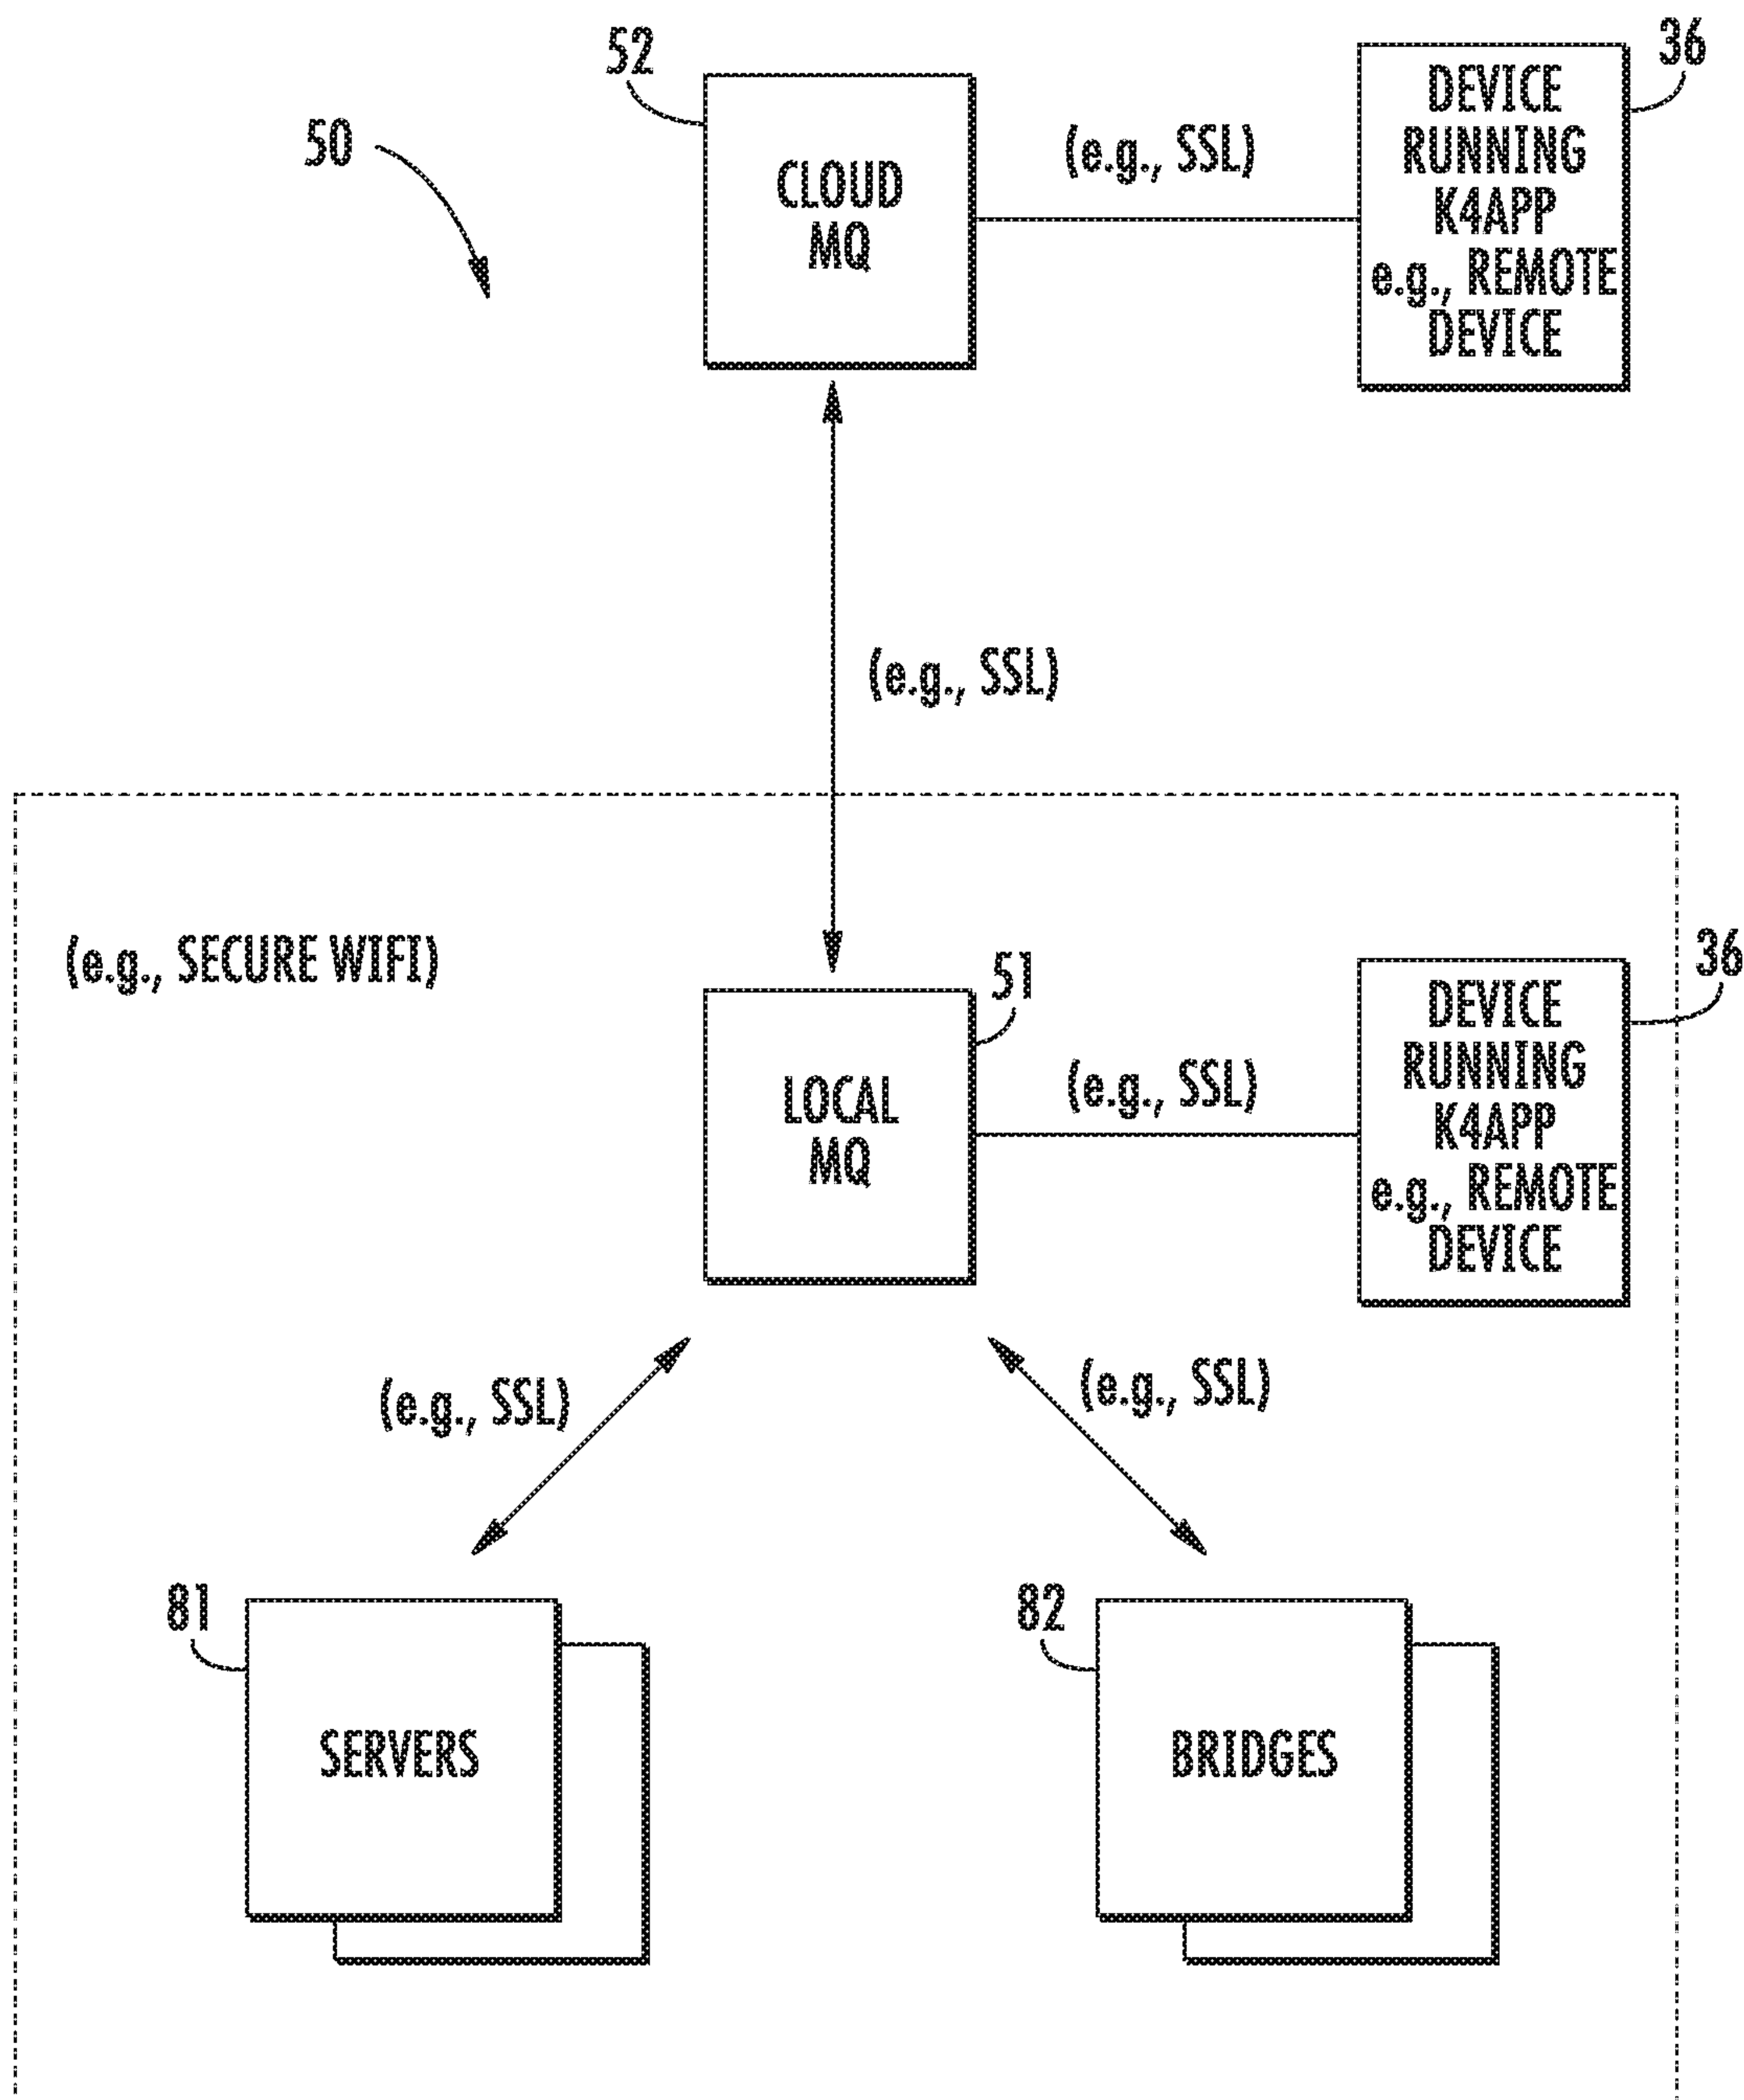 52
36
50
CLOUD
MQ
(e.g., SSL)
DEVICE
RUNNING
K4APP
e.g., REMOTE
DEVICE
(e.g., SSL)
(e.g., SECURE WIFI)
51
36
LOCAL
MQ
(e.g., SSL)
DEVICE
RUNNING
K4APP
e.g., REMOTE
DEVICE
(e.g., SSL)
(e.g., SSL)
81
82
SERVERS
BRIDGES